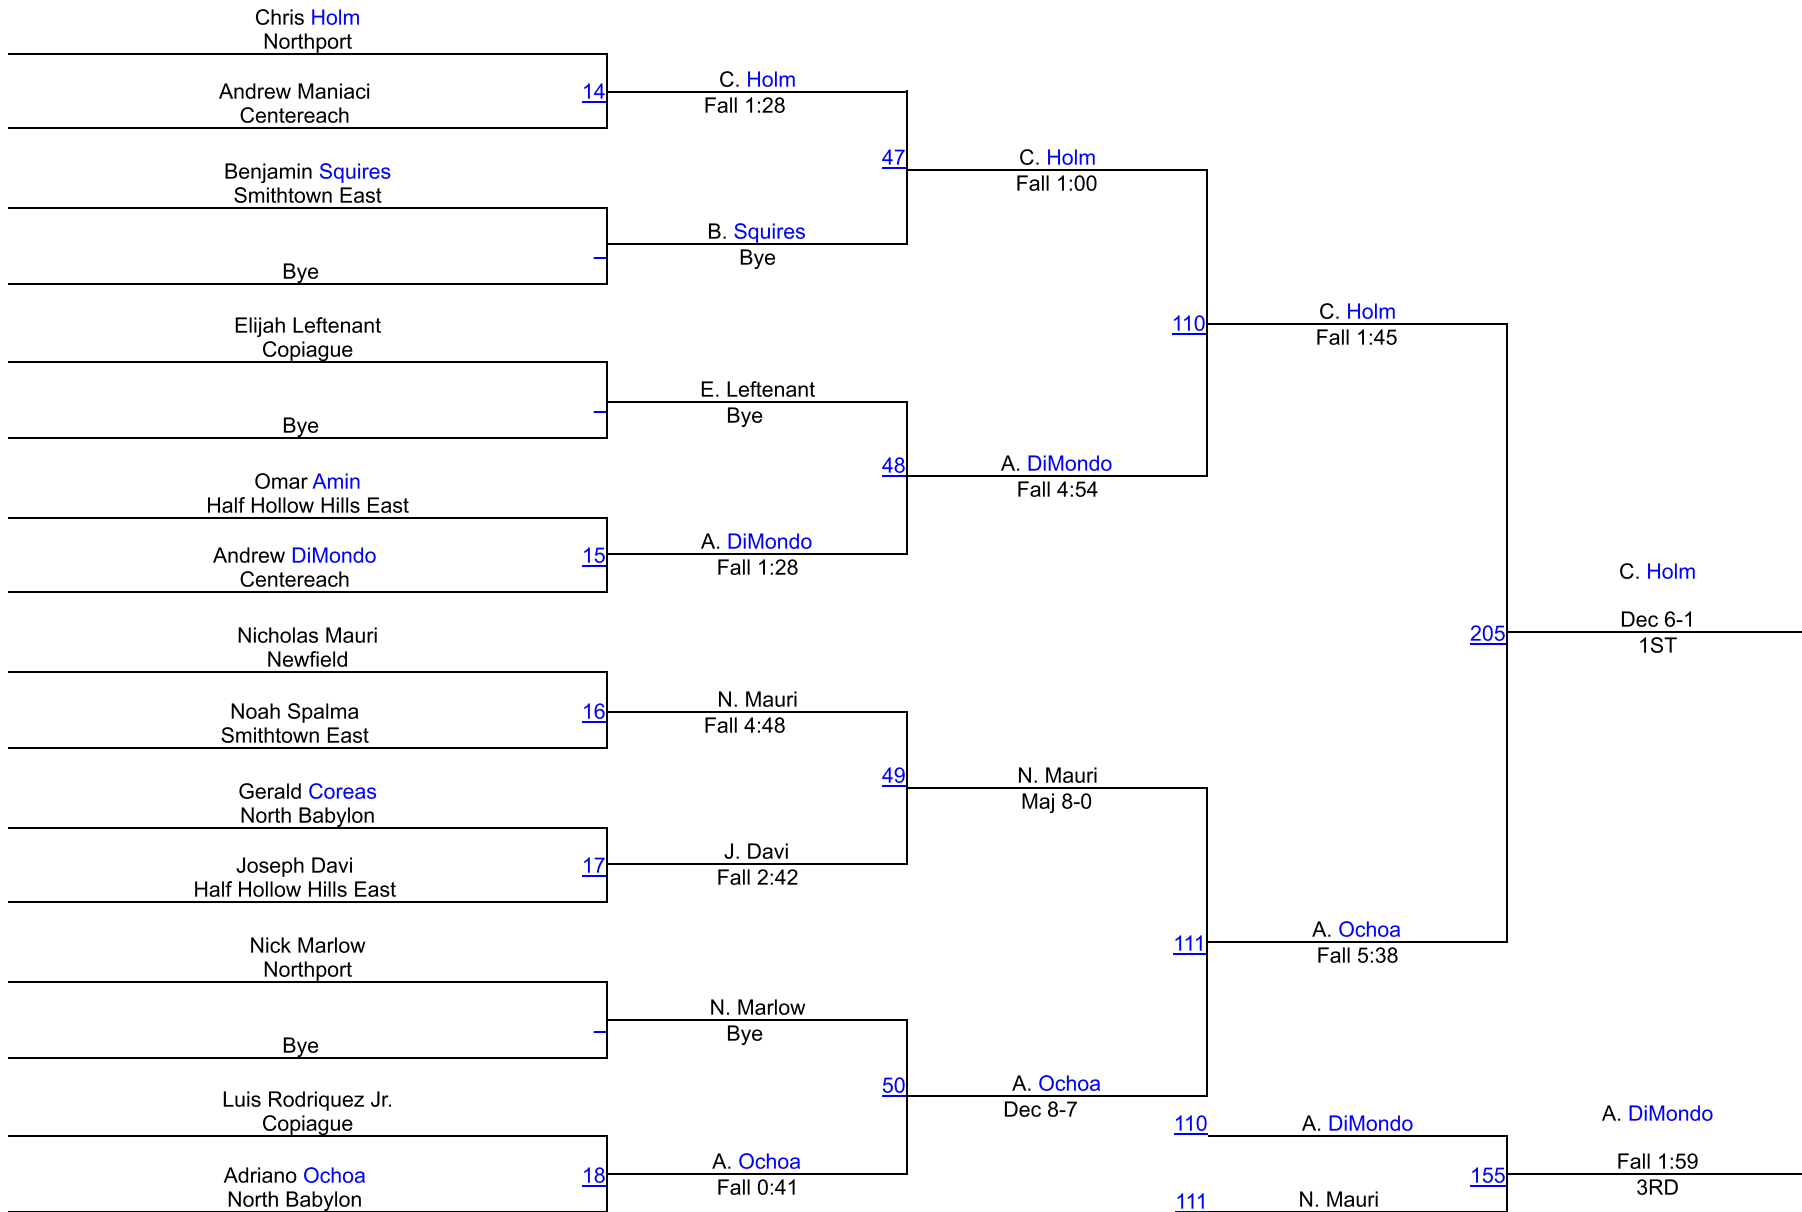 Chris Holm
Northport
Andrew Maniaci
Centereach
14
Benjamin Squires
Smithtown East
Bye
Elijah Leftenant
Copiague
Bye
Omar Amin
Half Hollow Hills East
Andrew DiMondo
Centereach
15
Nicholas Mauri
Newfield
Noah Spalma
Smithtown East
16
Gerald Coreas
North Babylon
Joseph Davi
Half Hollow Hills East
17
Nick Marlow
Northport
Bye
Luis Rodriquez Jr.
Copiague
Adriano Ochoa
North Babylon
18
C. Holm
Fall 1:28
47
B. Squires
Bye
E. Leftenant
Bye
48
A. DiMondo
Fall 1:28
N. Mauri
Fall 4:48
49
J. Davi
Fall 2:42
N. Marlow
Bye
50
A. Ochoa
Fall 0:41
C. Holm
Fall 1:00
110
A. DiMondo
Fall 4:54
N. Mauri
Maj 8-0
111
A. Ochoa
Dec 8-7
C. Holm
Fall 1:45
205
A. Ochoa
Fall 5:38
C. Holm
Dec 6-1
1ST
110
A. DiMondo
155
111
N. Mauri
A. DiMondo
Fall 1:59
3RD